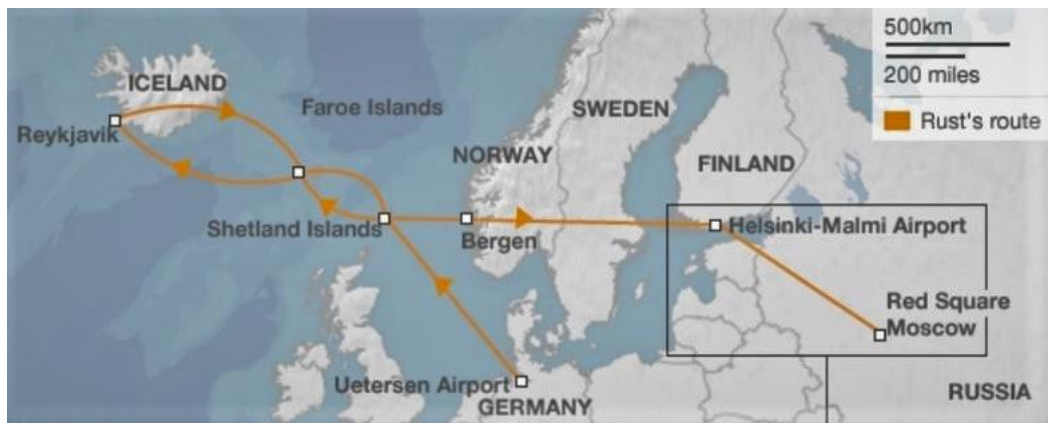 500km
200 miles
Rust's route
ICELAND
Faroe Islands
Reykjavik
SWEDEN
NORWAY
FINLAND
Shetland Islands
Bergen
Helsinki-Malmi Airport
Red Square
Moscow
Uetersen Airport
GERMANY
RUSSIA